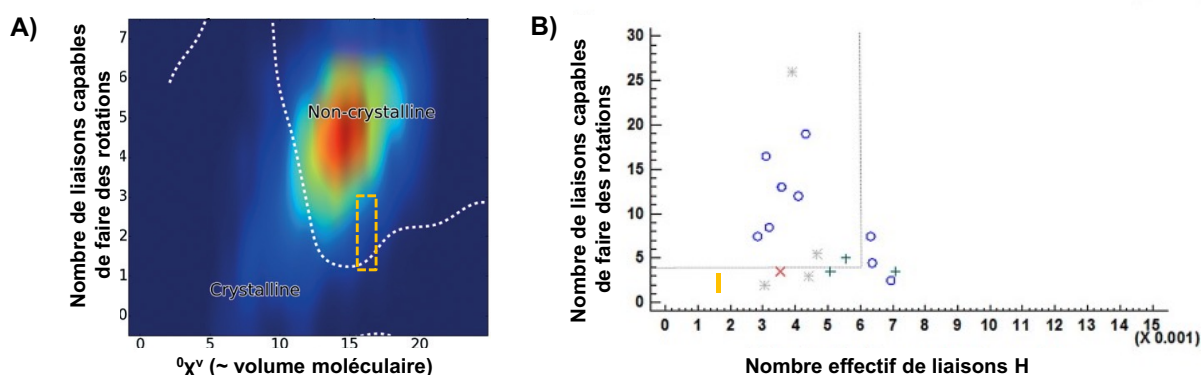 A)
Nombre de liaisons capables
de faire des rotations
7
6
5
4
3
2
1
0
Non-crystalline
Crystalline
0 5 10 15 20
⁰χᵛ (~ volume moléculaire)
B)
Nombre de liaisons capables
de faire des rotations
30
25
20
15
10
5
0
0 1 2 3 4 5 6 7 8 9 10 11 12 13 14 15
(X 0.001)
Nombre effectif de liaisons H